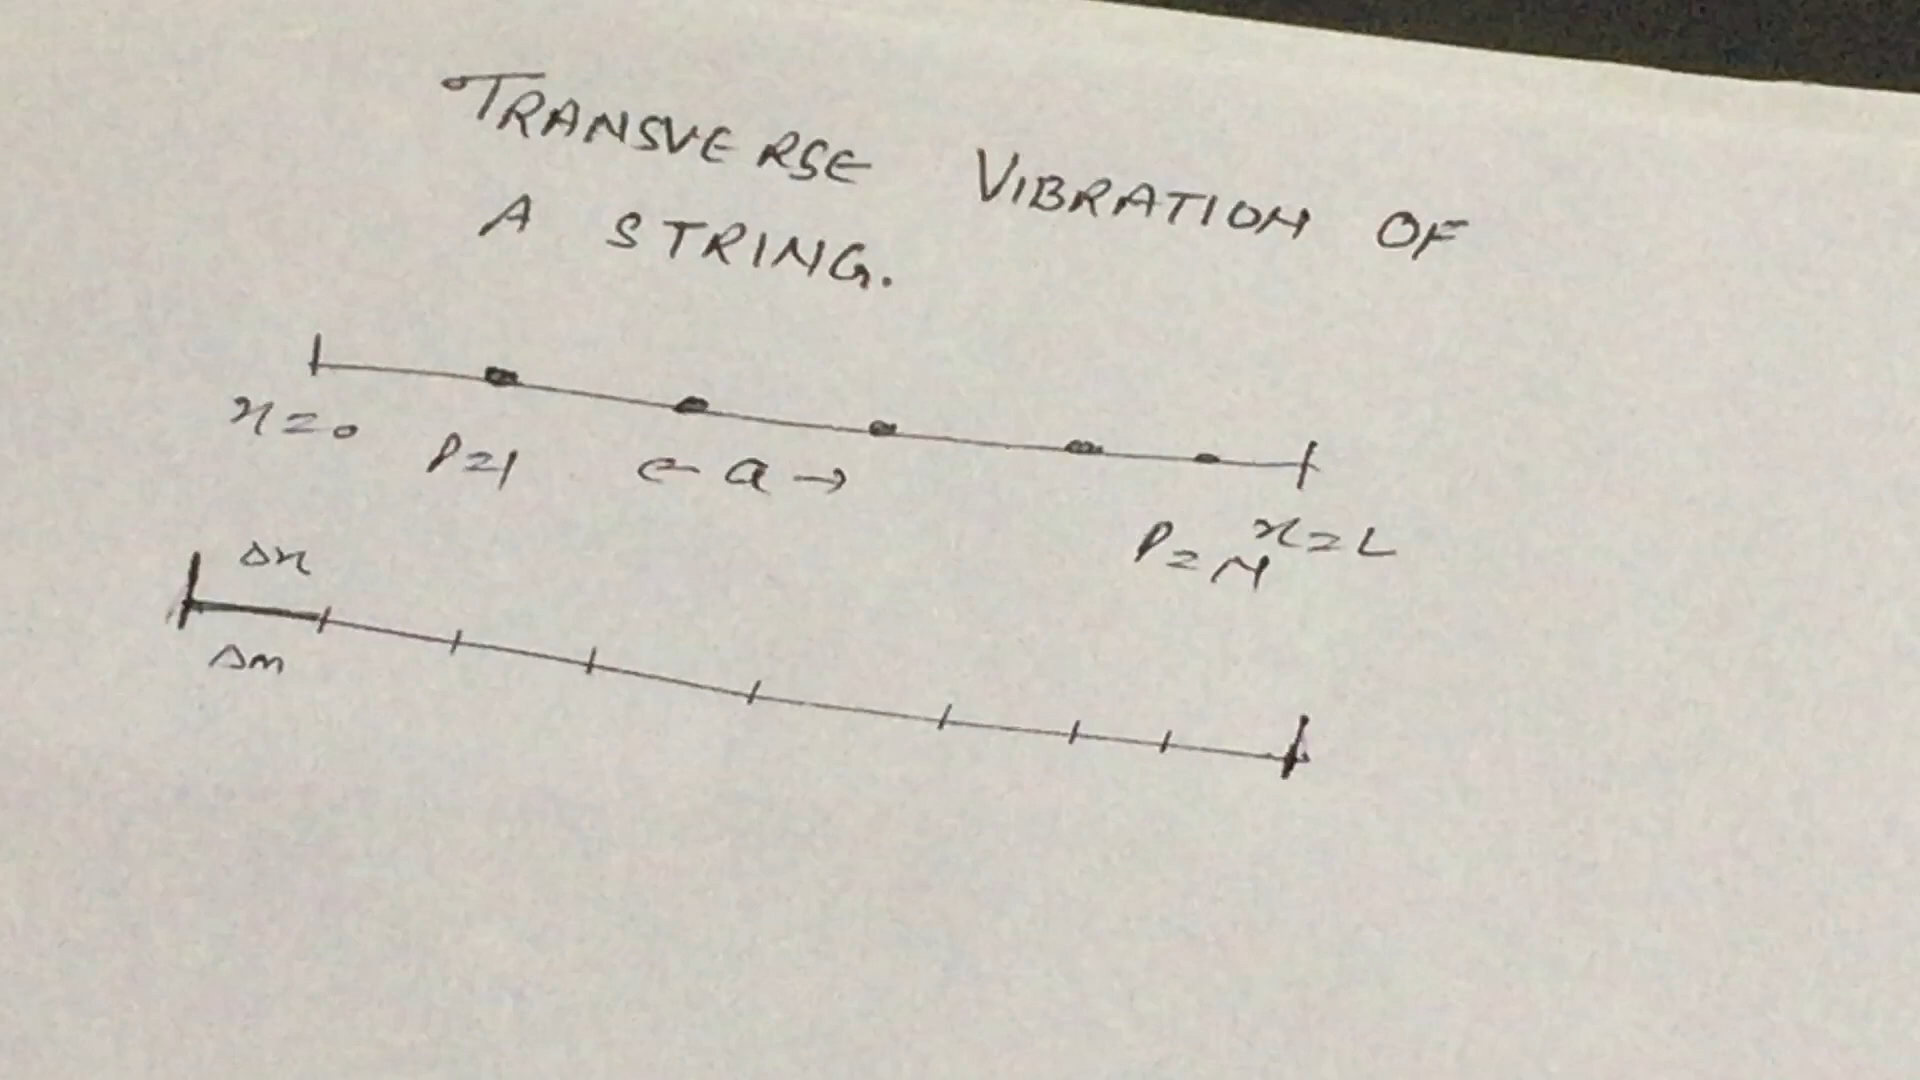 TRANSVERSE VIBRATION OF
A STRING.
x=0 P=1 ← a → P=N x=L
Δx
Δm